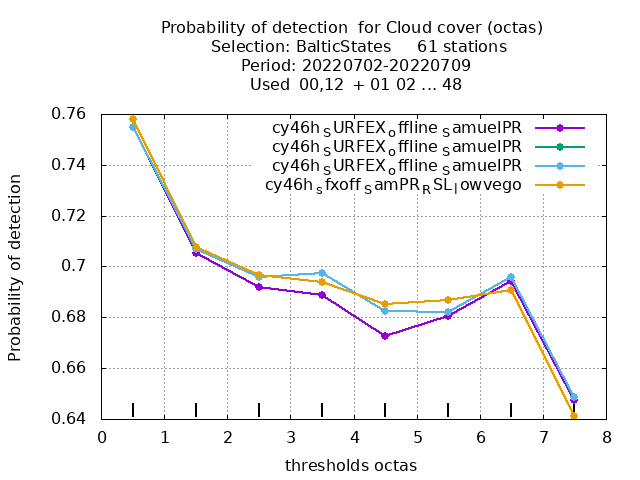 Probability of detection  for Cloud cover (octas)
Selection: BalticStates     61 stations
Period: 20220702-20220709
Used  00,12  + 01 02 ... 48
cy46h_SURFEX_offline_SamuelPR
cy46h_SURFEX_offline_SamuelPR
cy46h_SURFEX_offline_SamuelPR
cy46h_sfxoff_SamPR_RSL_lowvego
0.76
0.74
0.72
0.7
0.68
0.66
0.64
Probability of detection
0 1 2 3 4 5 6 7 8
thresholds octas